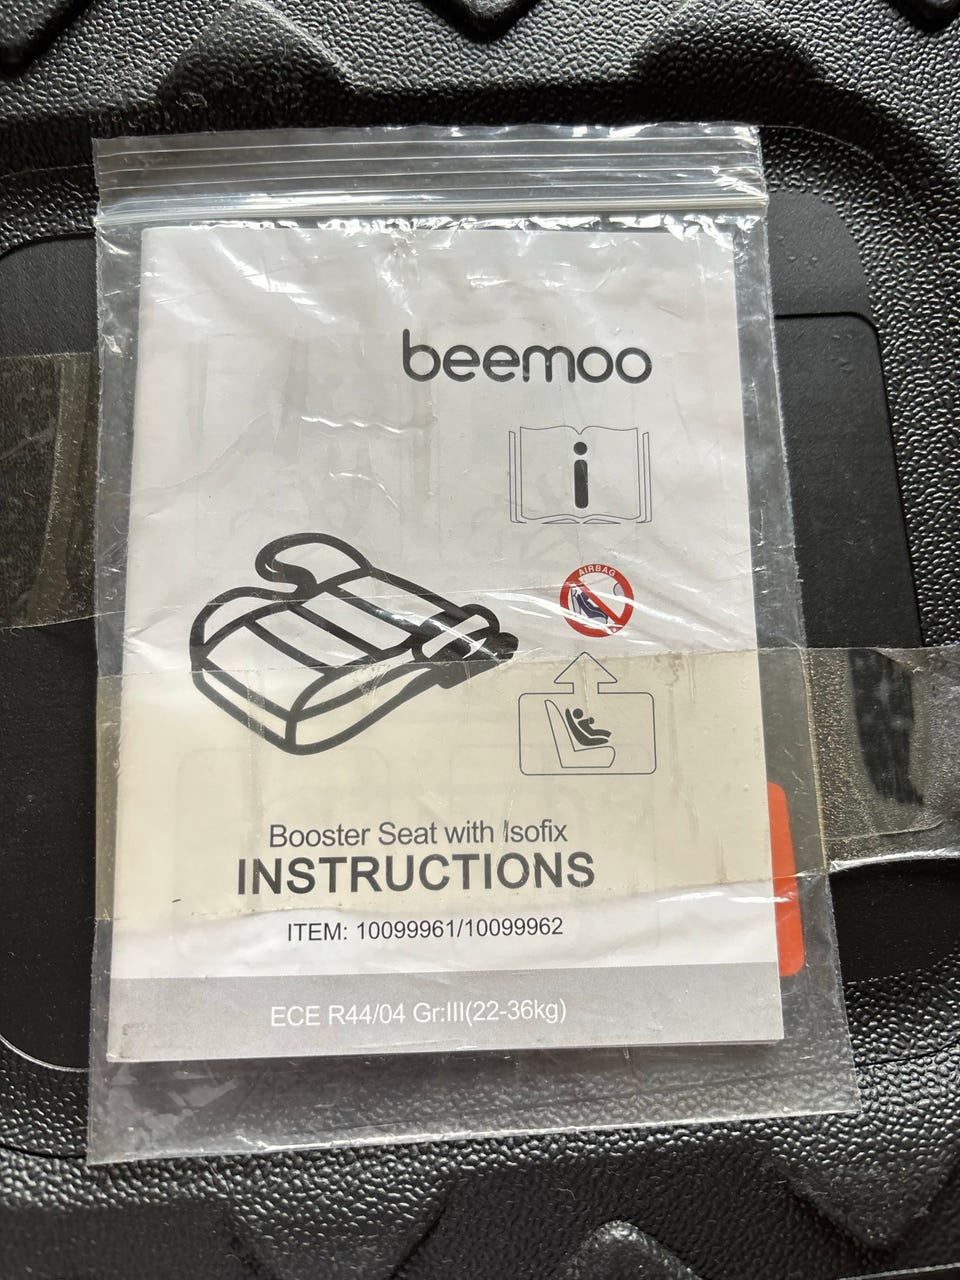 beemoo
i
AIRBAG
Booster Seat with Isofix
INSTRUCTIONS
ITEM: 10099961/10099962
ECE R44/04 Gr:III(22-36kg)